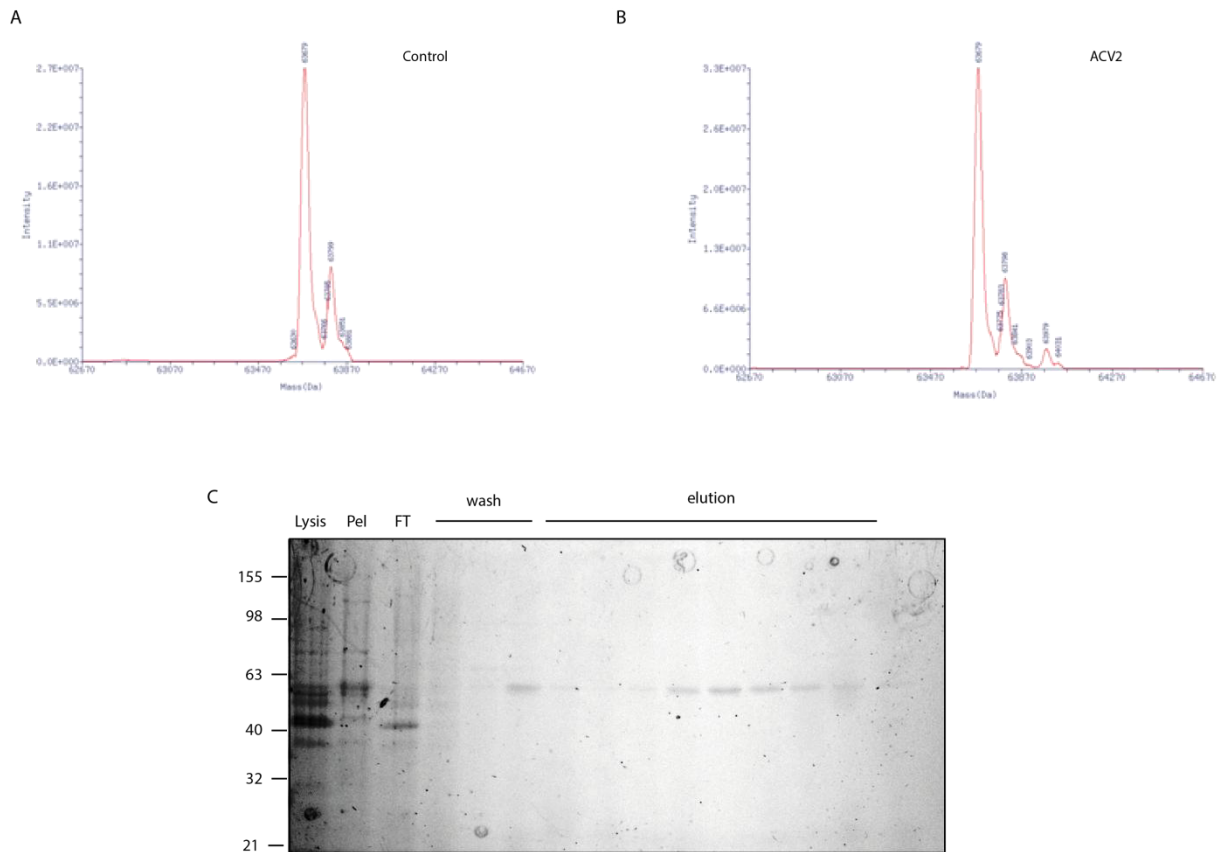 A
Control
63679
2.7E+007
2.2E+007
1.6E+007
1.1E+007
5.5E+006
0.0E+000
Intensity
63799
62670 63070 63470 63870 64270 64670
Mass(Da)
B
ACV2
63679
3.3E+007
2.6E+007
2.0E+007
1.3E+007
6.6E+006
0.0E+000
Intensity
63798
63979
64031
62670 63070 63470 63870 64270 64670
Mass(Da)
C
wash
elution
Lysis Pel FT
155
98
63
40
32
21